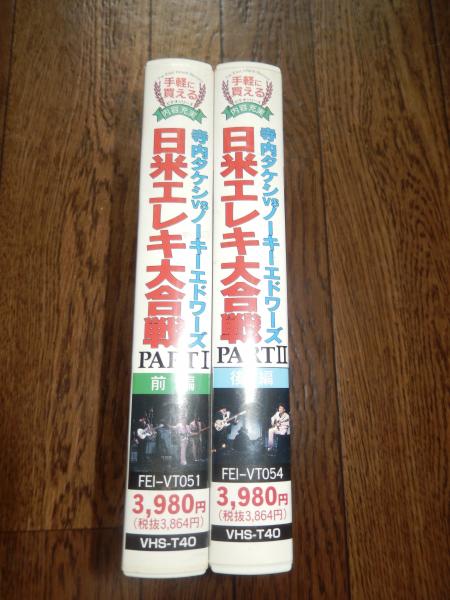 手軽に
買える
内容充実
寺内タケシvsノーキーエドワーズ
日米エレキ大合戦
PART I
前編
FEI-VT051
3,980円
(税抜3,864円)
VHS-T40
手軽に
買える
内容充実
寺内タケシvsノーキーエドワーズ
日米エレキ大合戦
PART II
後編
FEI-VT054
3,980円
(税抜3,864円)
VHS-T40